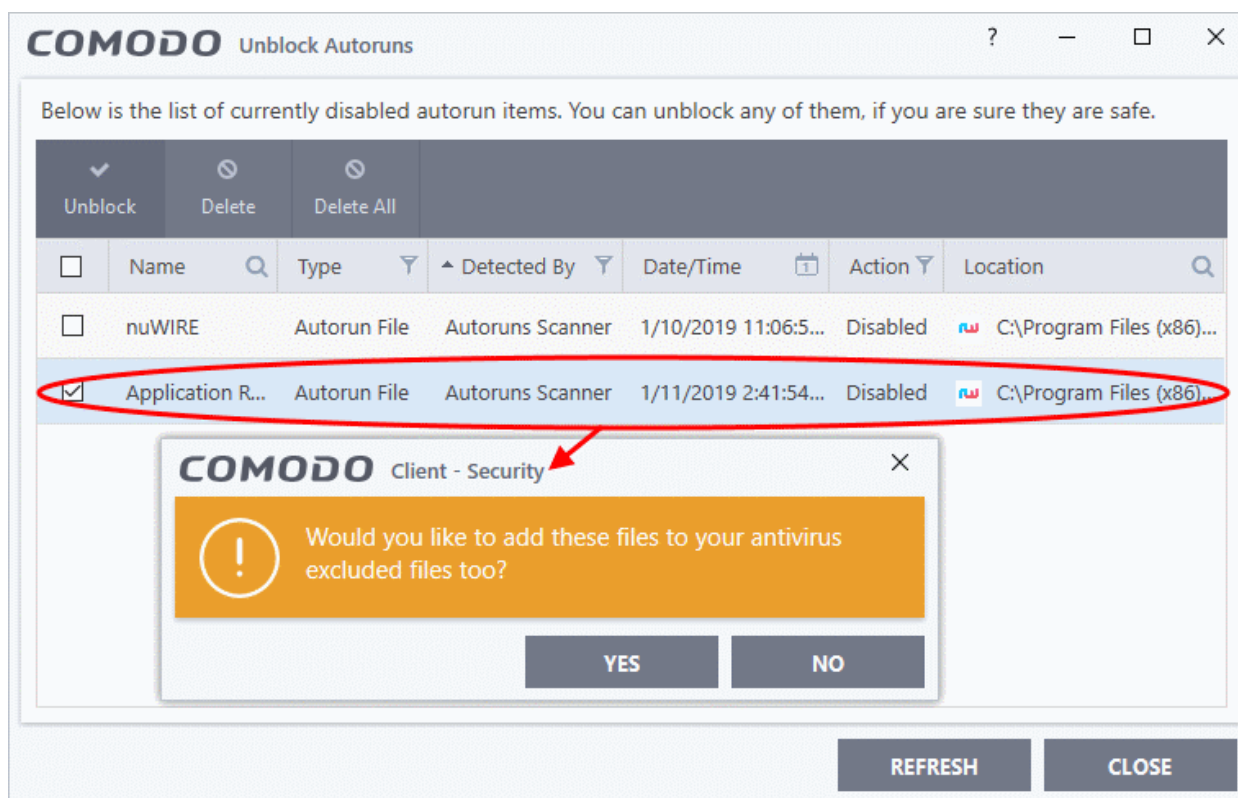 COMODO Unblock Autoruns ?
Below is the list of currently disabled autorun items. You can unblock any of them, if you are sure they are safe.
Unblock Delete Delete All
Name Type Detected By Date/Time 1 Action Location
nuWIRE Autorun File Autoruns Scanner 1/10/2019 11:06:5... Disabled C:\Program Files (x86)...
Application R... Autorun File Autoruns Scanner 1/11/2019 2:41:54... Disabled C:\Program Files (x86)...
COMODO Client - Security
Would you like to add these files to your antivirus
excluded files too?
YES NO
REFRESH CLOSE